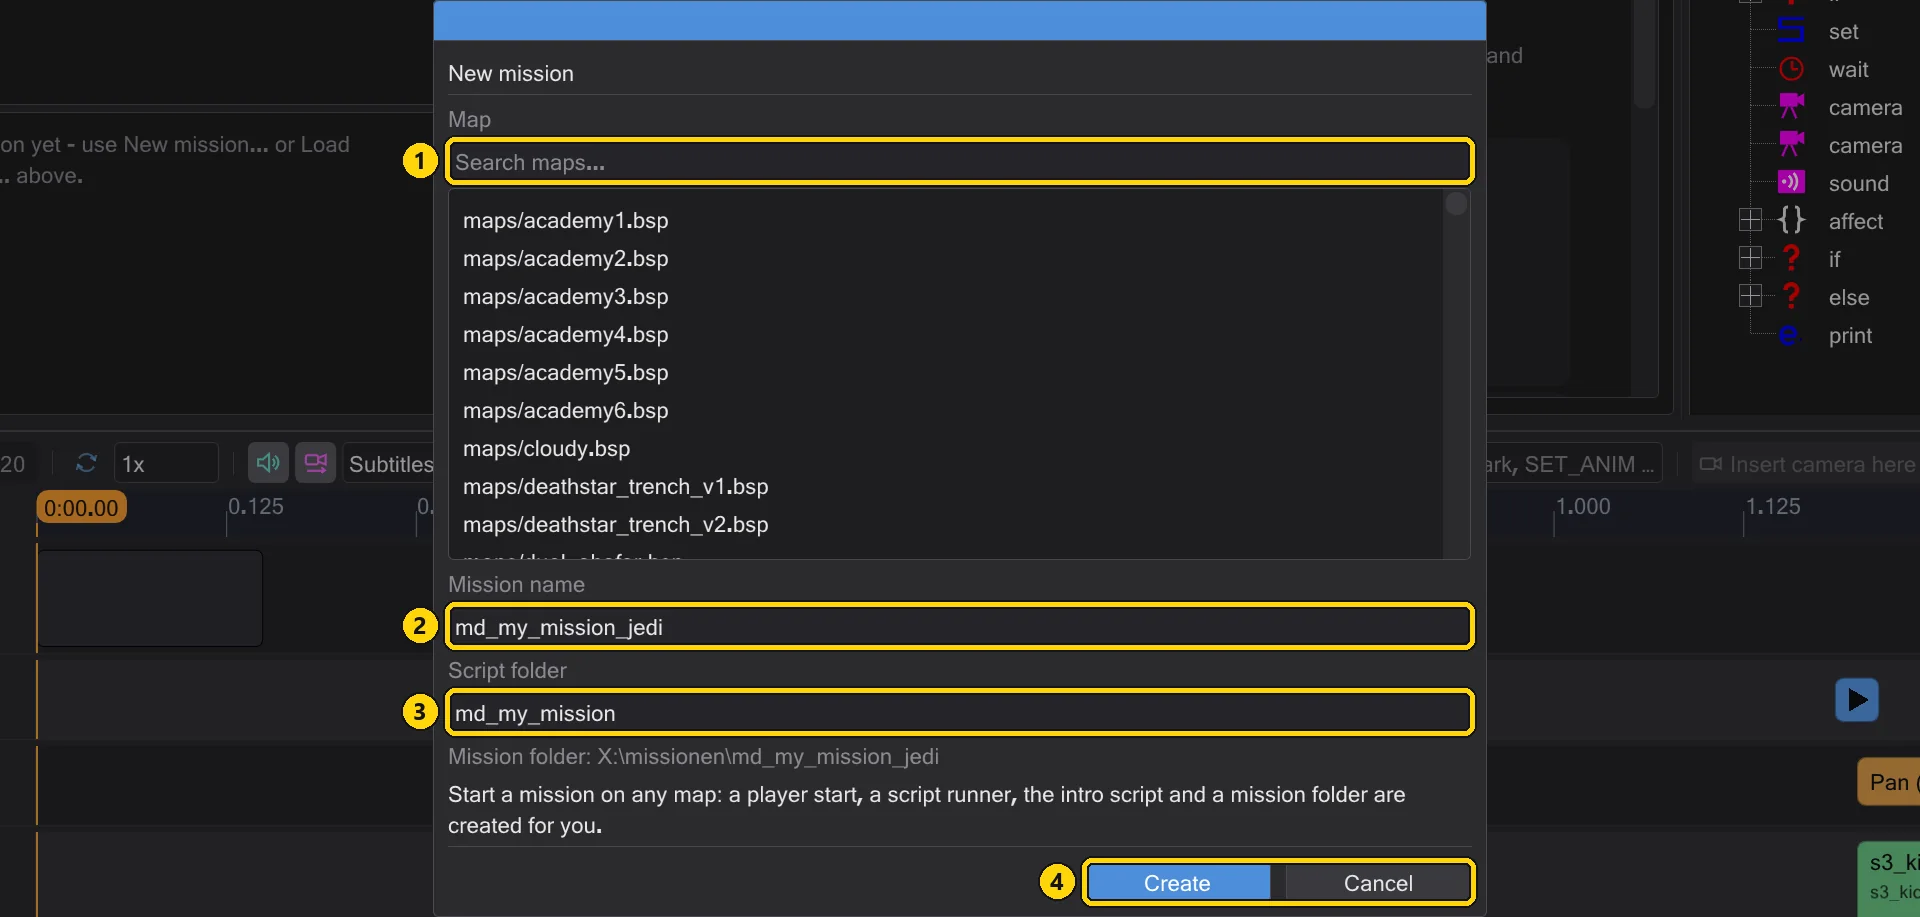 New mission
Map
1
Search maps...
maps/academy1.bsp
maps/academy2.bsp
maps/academy3.bsp
maps/academy4.bsp
maps/academy5.bsp
maps/academy6.bsp
maps/cloudy.bsp
maps/deathstar_trench_v1.bsp
maps/deathstar_trench_v2.bsp
Mission name
2
md_my_mission_jedi
Script folder
3
md_my_mission
Mission folder: X:\missionen\md_my_mission_jedi
Start a mission on any map: a player start, a script runner, the intro script and a mission folder are
created for you.
4
Create
Cancel
on yet - use New mission... or Load
.. above.
and
set
wait
camera
camera
sound
affect
if
else
print
20
1x
Subtitles
ark, SET_ANIM ...
Insert camera here
0:00.00
0.125
0.
1.000
1.125
Pan (
s3_ki
s3_kic